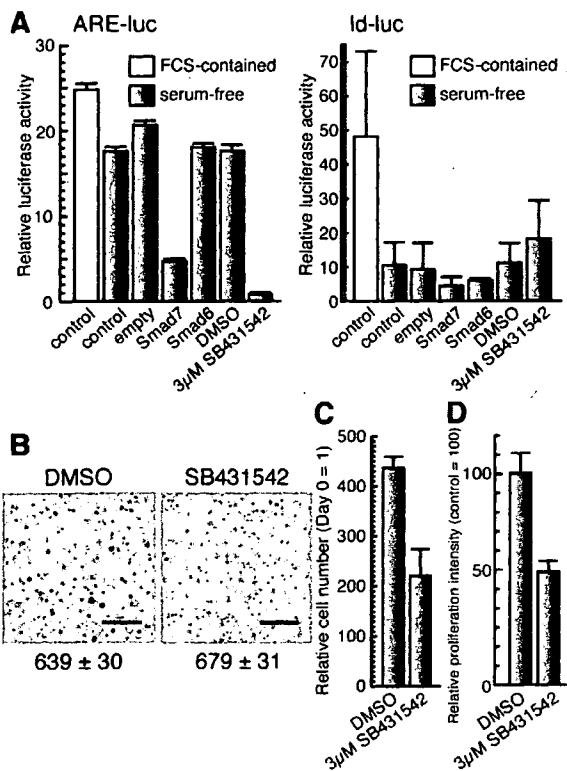 A
ARE-luc
Relative luciferase activity
30
20
10
0
FCS-contained
serum-free
control
control
empty
Smad7
Smad6
DMSO
3µM SB431542
Id-luc
Relative luciferase activity
70
60
50
40
30
20
10
0
FCS-contained
serum-free
control
control
empty
Smad7
Smad6
DMSO
3µM SB431542
B
DMSO
SB431542
639 ± 30
679 ± 31
C
Relative cell number (Day 0 = 1)
500
400
300
200
100
0
DMSO
3µM SB431542
D
Relative proliferation intensity (control = 100)
100
50
0
DMSO
3µM SB431542